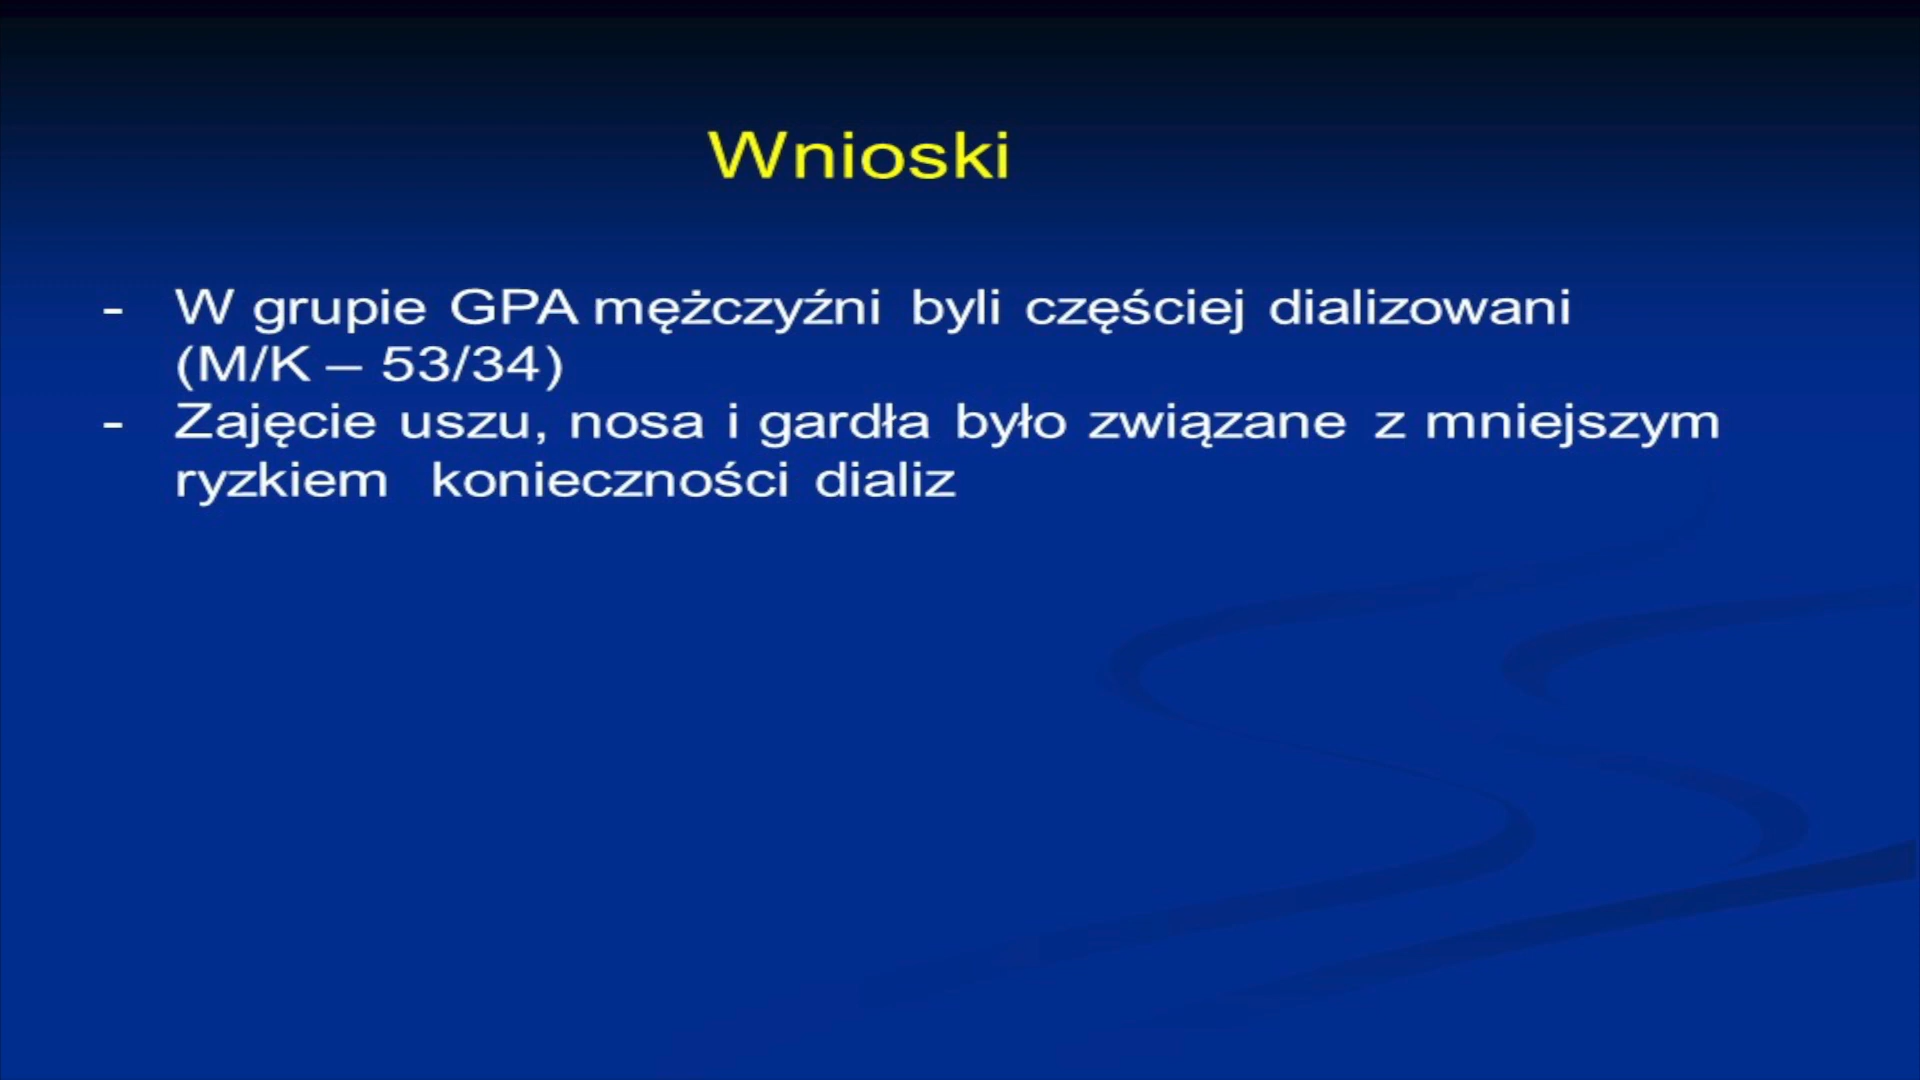 Wnioski
- W grupie GPA mężczyźni byli częściej dializowani
(M/K – 53/34)
- Zajęcie uszu, nosa i gardła było związane z mniejszym
ryzkiem konieczności dializ